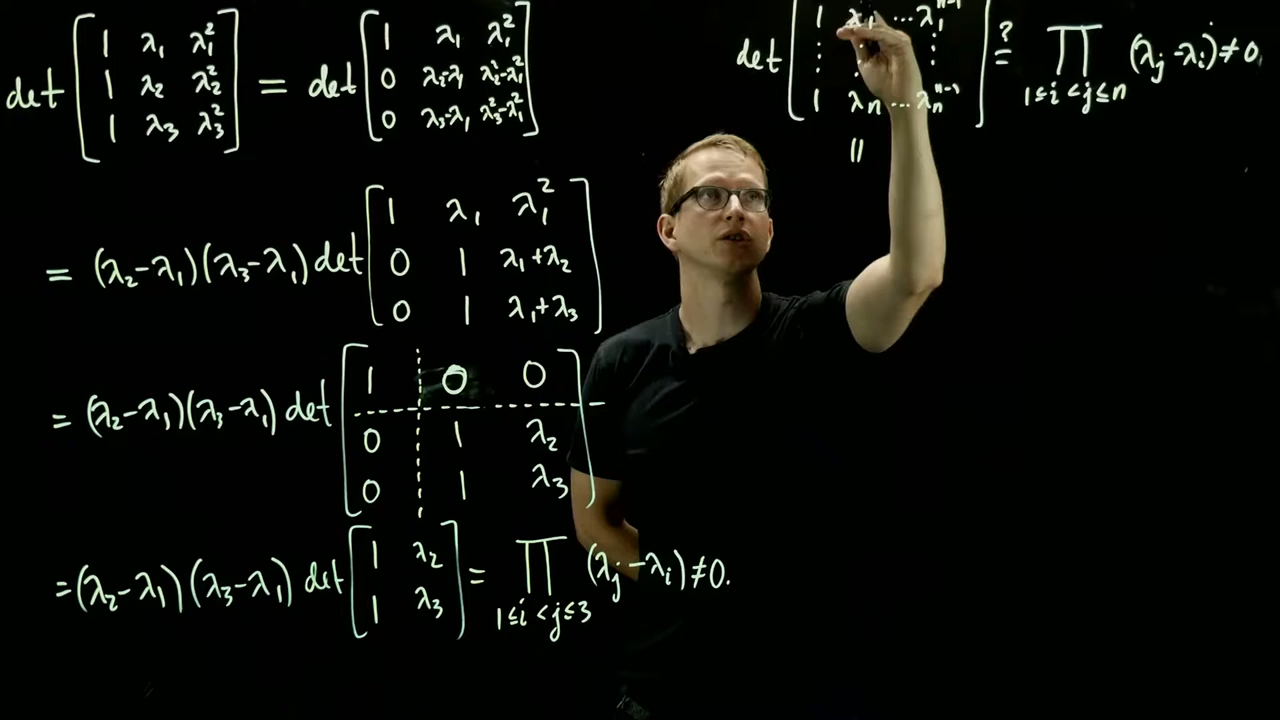 det [ 1 λ₁ λ₁² ; 1 λ₂ λ₂² ; 1 λ₃ λ₃² ] = det [ 1 λ₁ λ₁² ; 0 λ₂-λ₁ λ₂²-λ₁² ; 0 λ₃-λ₁ λ₃²-λ₁² ]
= (λ₂-λ₁)(λ₃-λ₁) det [ 1 λ₁ λ₁² ; 0 1 λ₁+λ₂ ; 0 1 λ₁+λ₃ ]
= (λ₂-λ₁)(λ₃-λ₁) det [ 1 0 0 ; 0 1 λ₂ ; 0 1 λ₃ ]
= (λ₂-λ₁)(λ₃-λ₁) det [ 1 λ₂ ; 1 λ₃ ] = ∏ 1≤i<j≤3 (λⱼ-λᵢ) ≠ 0.
det [ 1 λ₁ ... λ₁ⁿ⁻¹ ; ⋮ ⋮ ⋮ ; 1 λₙ ... λₙⁿ⁻¹ ] ?= ∏ 1≤i<j≤n (λⱼ-λᵢ) ≠ 0,
||